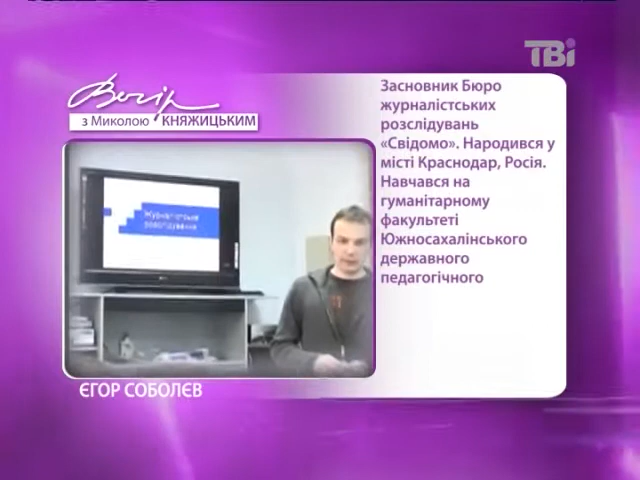 ТВі
Вечір
з Миколою КНЯЖИЦЬКИМ
Засновник Бюро
журналістських
розслідувань
«Свідомо». Народився у
місті Краснодар, Росія.
Навчався на
гуманітарному
факультеті
Южносахалінського
державного
педагогічного
Журналістські
розслідування
ЄГОР СОБОЛЄВ